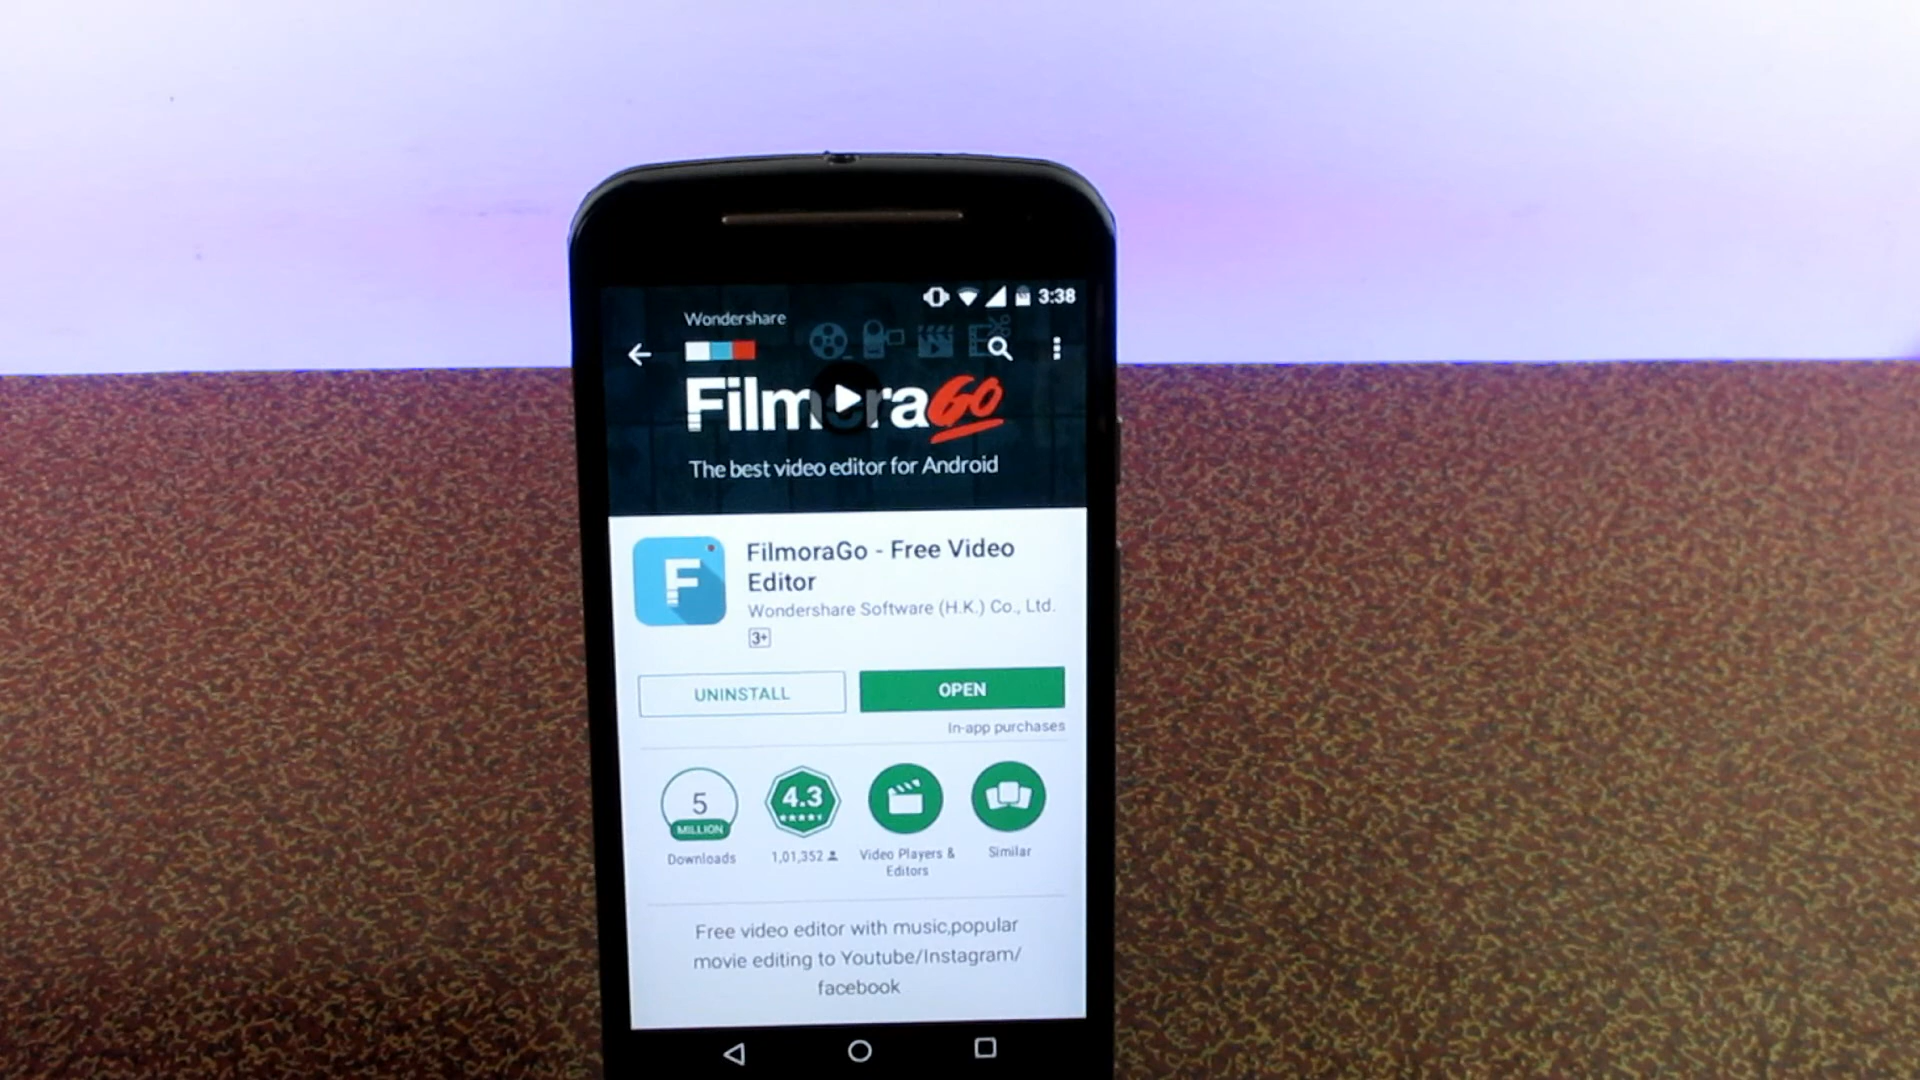 3:38
Wondershare
Filmora GO
The best video editor for Android
F
FilmoraGo - Free Video
Editor
Wondershare Software (H.K.) Co., Ltd.
3+
UNINSTALL
OPEN
In-app purchases
5
MILLION
4.3
Downloads
1,01,352
Video Players &
Editors
Similar
Free video editor with music,popular
movie editing to Youtube/Instagram/
facebook